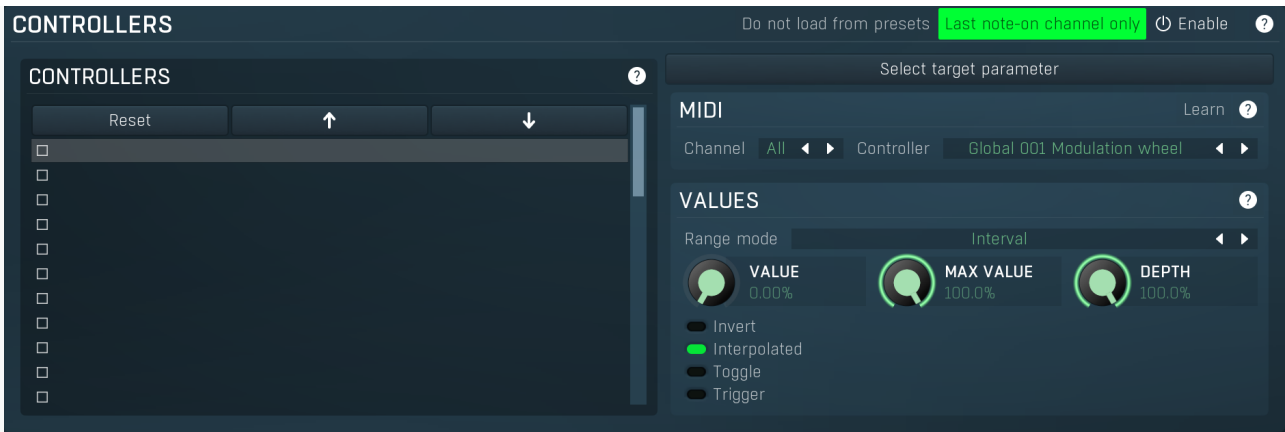 CONTROLLERS
Do not load from presets Last note-on channel only Enable ?
CONTROLLERS ?
Reset
Select target parameter
MIDI Learn ?
Channel All Controller Global 001 Modulation wheel
VALUES ?
Range mode Interval
VALUE
0.00%
MAX VALUE
100.0%
DEPTH
100.0%
Invert
Interpolated
Toggle
Trigger